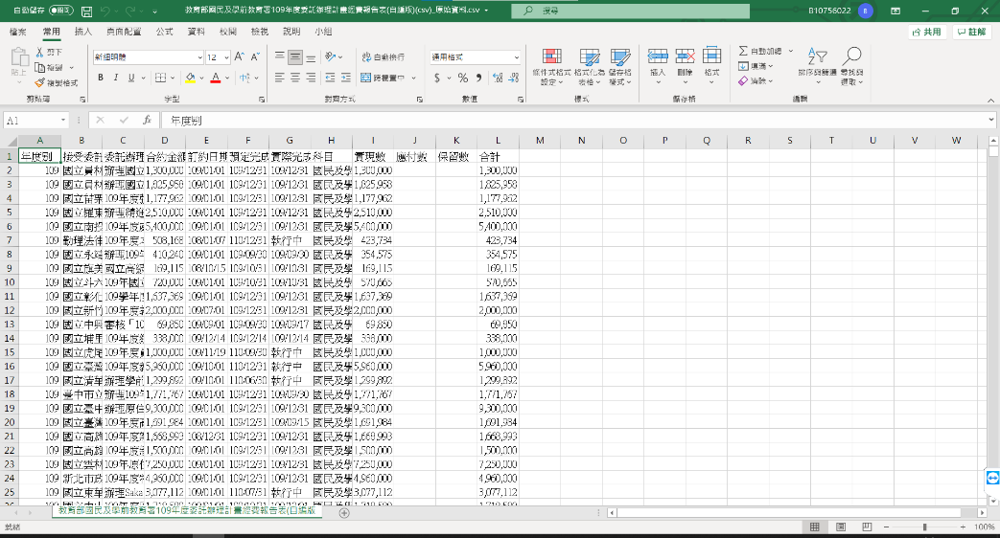 自動儲存 關閉 教育部國民及學前教育署109年度委託辦理計畫經費報告表(自編版)(csv)_原始資料.csv 搜尋 810756022 8
檔案 常用 插入 頁面配置 公式 資料 校閱 檢視 說明 小組 共用 註解
剪下 新細明體 12 自動換行 通用格式 自動加總
貼上 複製 B I U 跨欄置中 $ % 條件式格式設定 格式化為表格 儲存格樣式 插入 刪除 格式 填滿 排序與篩選 尋找與選取
複製格式 清除
剪貼簿 字型 對齊方式 數值 樣式 儲存格 編輯
A1 fx 年度別
A B C D E F G H I J K L M N O P Q R S T U V W
1 年度別 接受委託 委託辦理 合約金額 訂約日期 預定完成 實際完成 科目 實現數 應付數 保留數 合計
2 109 國立員林 辦理國立 1,300,000 109/01/01 109/12/31 109/12/31 國民及學 1,300,000 1,300,000
3 109 國立員林 辦理國立 1,825,958 109/01/01 109/12/31 109/12/31 國民及學 1,825,958 1,825,958
4 109 國立苗栗 109年度 1,177,962 109/01/01 109/12/31 109/12/31 國民及學 1,177,962 1,177,962
5 109 國立羅東 辦理精進 2,510,000 109/01/01 109/12/31 109/12/31 國民及學 2,510,000 2,510,000
6 109 國立南投 109年度 5,400,000 109/01/01 109/12/31 109/12/31 國民及學 5,400,000 5,400,000
7 109 勤理法律 109年度 508,168 108/01/07 110/12/31 執行中 國民及學 423,734 423,734
8 109 國立永靖 辦理109年 410,240 109/01/01 109/09/30 109/09/30 國民及學 354,575 354,575
9 109 國立旗美 國立高級 169,115 108/10/15 109/10/31 109/10/31 國民及學 169,115 169,115
10 109 國立斗六 109年國立 720,000 109/01/01 109/10/31 109/10/31 國民及學 570,665 570,665
11 109 國立彰化 109學年度 1,637,369 109/01/01 109/12/31 109/12/31 國民及學 1,637,369 1,637,369
12 109 國立新竹 109年度 2,000,000 109/07/01 109/12/31 109/12/31 國民及學 2,000,000 2,000,000
13 109 國立中興 審核「10 69,850 109/09/01 109/09/30 109/09/17 國民及學 69,850 69,850
14 109 國立埔里 109年度 338,000 109/12/14 109/12/14 109/12/14 國民及學 338,000 338,000
15 109 國立虎尾 109年度 1,000,000 109/11/19 110/09/30 執行中 國民及學 1,000,000 1,000,000
16 109 國立臺灣 109年度 5,960,000 109/10/01 110/12/31 執行中 國民及學 5,960,000 5,960,000
17 109 國立清華 辦理學前 1,299,892 109/10/01 110/06/30 執行中 國民及學 1,299,892 1,299,892
18 109 臺中市立 辦理109年 1,771,767 109/01/01 109/12/31 109/09/30 國民及學 1,771,767 1,771,767
19 109 國立臺中 辦理原住 9,300,000 109/01/01 109/12/31 109/12/31 國民及學 9,300,000 9,300,000
20 109 國立臺灣 109年度 1,691,984 109/01/01 109/12/31 109/09/15 國民及學 1,691,984 1,691,984
21 109 國立高雄 109年度 1,668,993 108/12/31 109/12/31 109/12/31 國民及學 1,668,993 1,668,993
22 109 國立高雄 109年度 1,500,000 109/01/01 109/12/31 109/12/31 國民及學 1,500,000 1,500,000
23 109 國立雲林 109年原住 7,250,000 109/01/01 109/12/31 109/12/31 國民及學 7,250,000 7,250,000
24 109 新北市政 109年度 4,960,000 109/01/01 109/12/31 109/12/31 國民及學 4,960,000 4,960,000
25 109 國立東華 辦理Saka 3,077,112 109/01/01 110/07/31 執行中 國民及學 3,077,112 3,077,112
教育部國民及學前教育署109年度委託辦理計畫經費報告表(自編版
就緒 100%